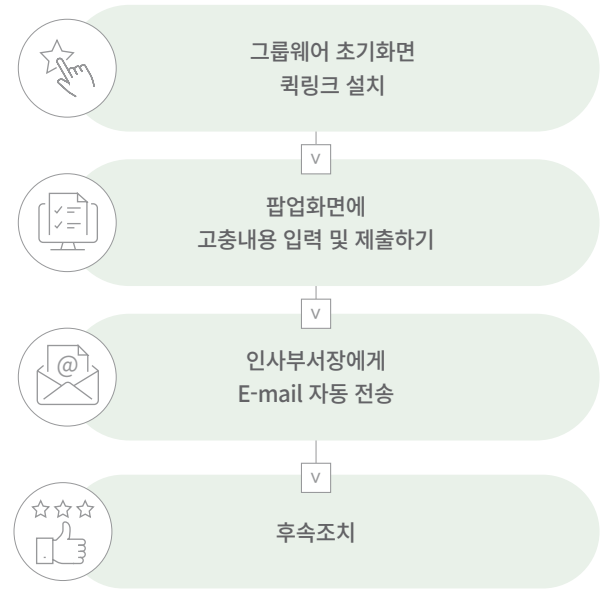 그룹웨어 초기화면
퀵링크 설치
v
팝업화면에
고충내용 입력 및 제출하기
v
인사부서장에게
@
E-mail 자동 전송
v
후속조치